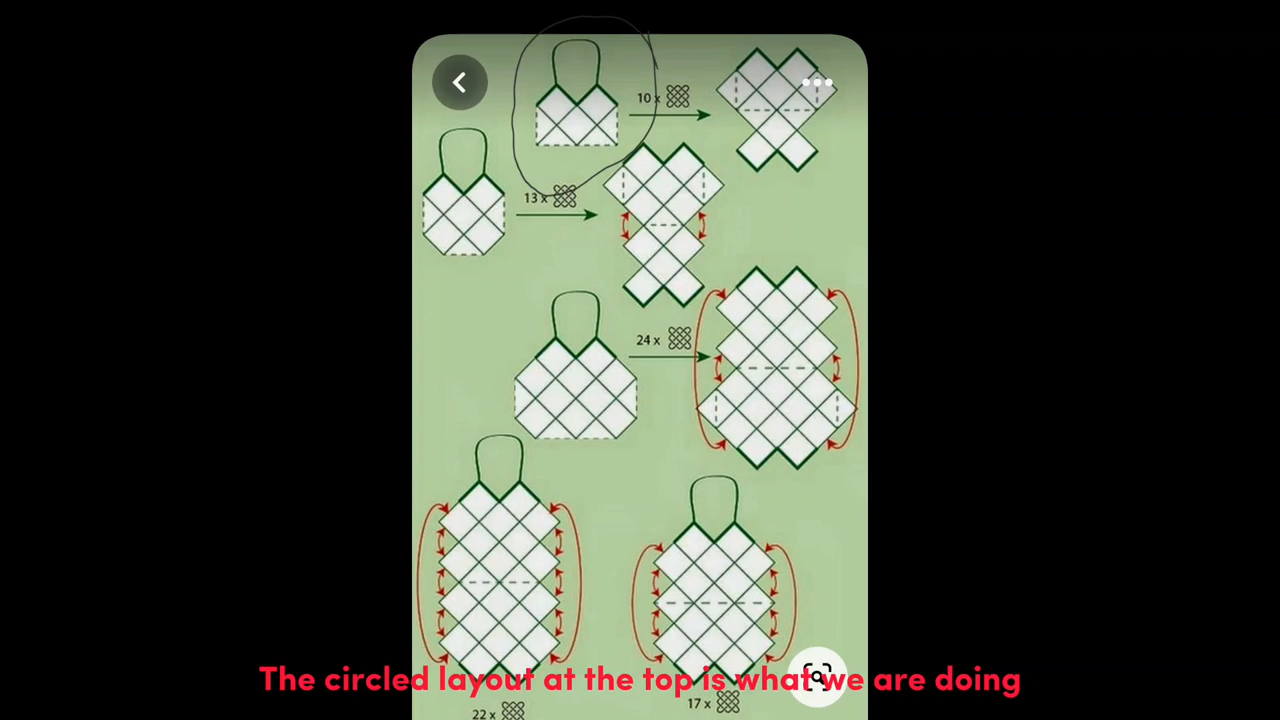 10 x
13 x
24 x
The circled layout at the top is what we are doing
17 x
22 x